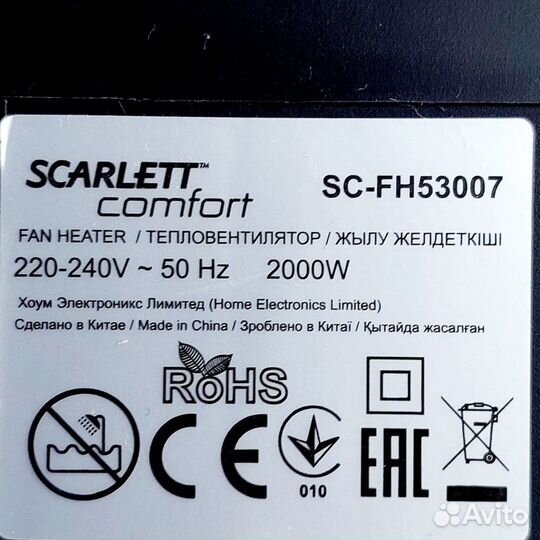 SCARLETT™
comfort
SC-FH53007
FAN HEATER / ТЕПЛОВЕНТИЛЯТОР / ЖЫЛУ ЖЕЛДЕТКІШІ
220-240V ~ 50 Hz 2000W
Хоум Электроникс Лимитед (Home Electronics Limited)
Сделано в Китае / Made in China / Зроблено в Китаї / Қытайда жасалған
RoHS
CE
010
EAC
Avito